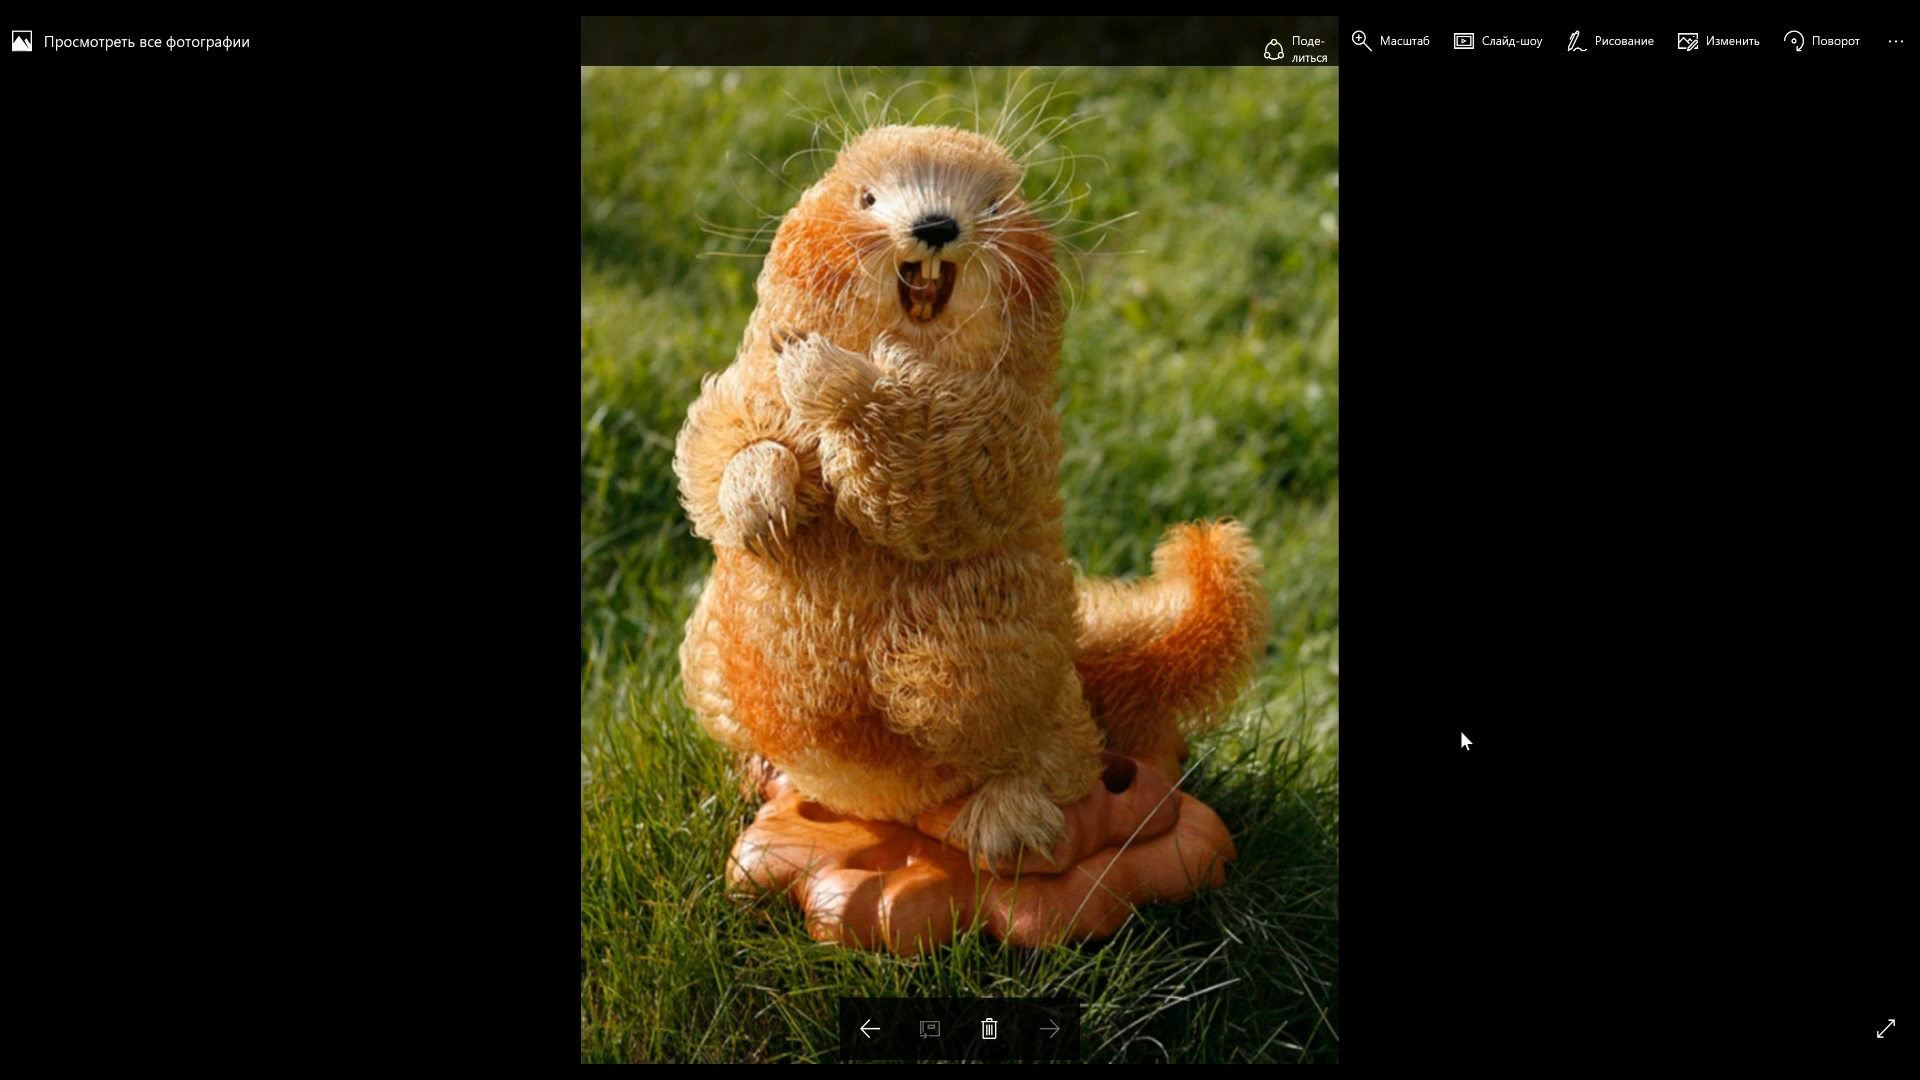 Просмотреть все фотографии
Поде-
литься
Масштаб
Слайд-шоу
Рисование
Изменить
Поворот